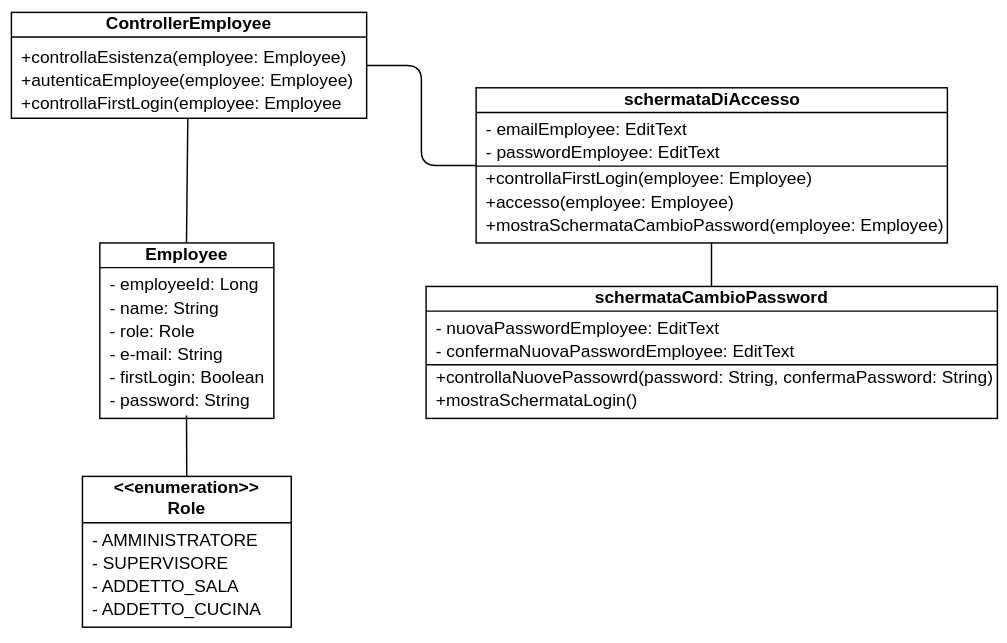 ControllerEmployee
+controllaEsistenza(employee: Employee)
+autenticaEmployee(employee: Employee)
+controllaFirstLogin(employee: Employee
schermataDiAccesso
- emailEmployee: EditText
- passwordEmployee: EditText
+controllaFirstLogin(employee: Employee)
+accesso(employee: Employee)
+mostraSchermataCambioPassword(employee: Employee)
Employee
- employeeId: Long
- name: String
- role: Role
- e-mail: String
- firstLogin: Boolean
- password: String
schermataCambioPassword
- nuovaPasswordEmployee: EditText
- confermaNuovaPasswordEmployee: EditText
+controllaNuovePassowrd(password: String, confermaPassword: String)
+mostraSchermataLogin()
<<enumeration>>
Role
- AMMINISTRATORE
- SUPERVISORE
- ADDETTO_SALA
- ADDETTO_CUCINA